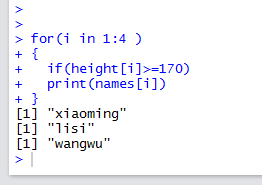 >
>
> for(i in 1:4 )
+ {
+   if(height[i]>=170)
+   print(names[i])
+ }
[1] "xiaoming"
[1] "lisi"
[1] "wangwu"
>